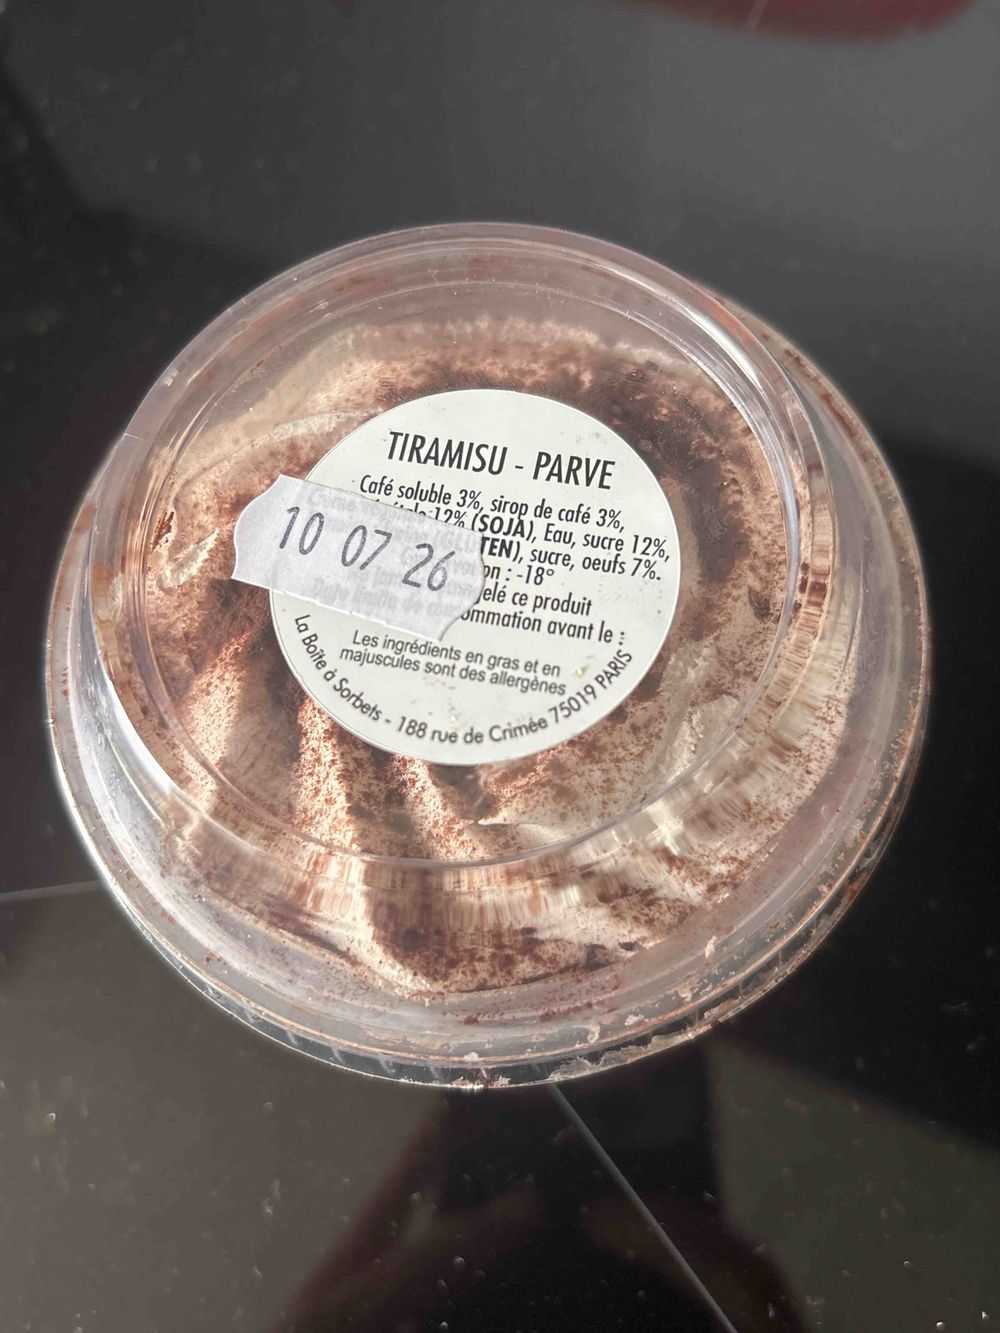 TIRAMISU - PARVE
Café soluble 3%, sirop de café 3%,
12% (SOJA), Eau, sucre 12%,
(GLUTEN), sucre, oeufs 7%.
: -18°
ce produit
avant le :
10 07 26
Les ingrédients en gras et en
majuscules sont des allergènes
La Boîte à Sorbets - 188 rue de Crimée 75019 PARIS